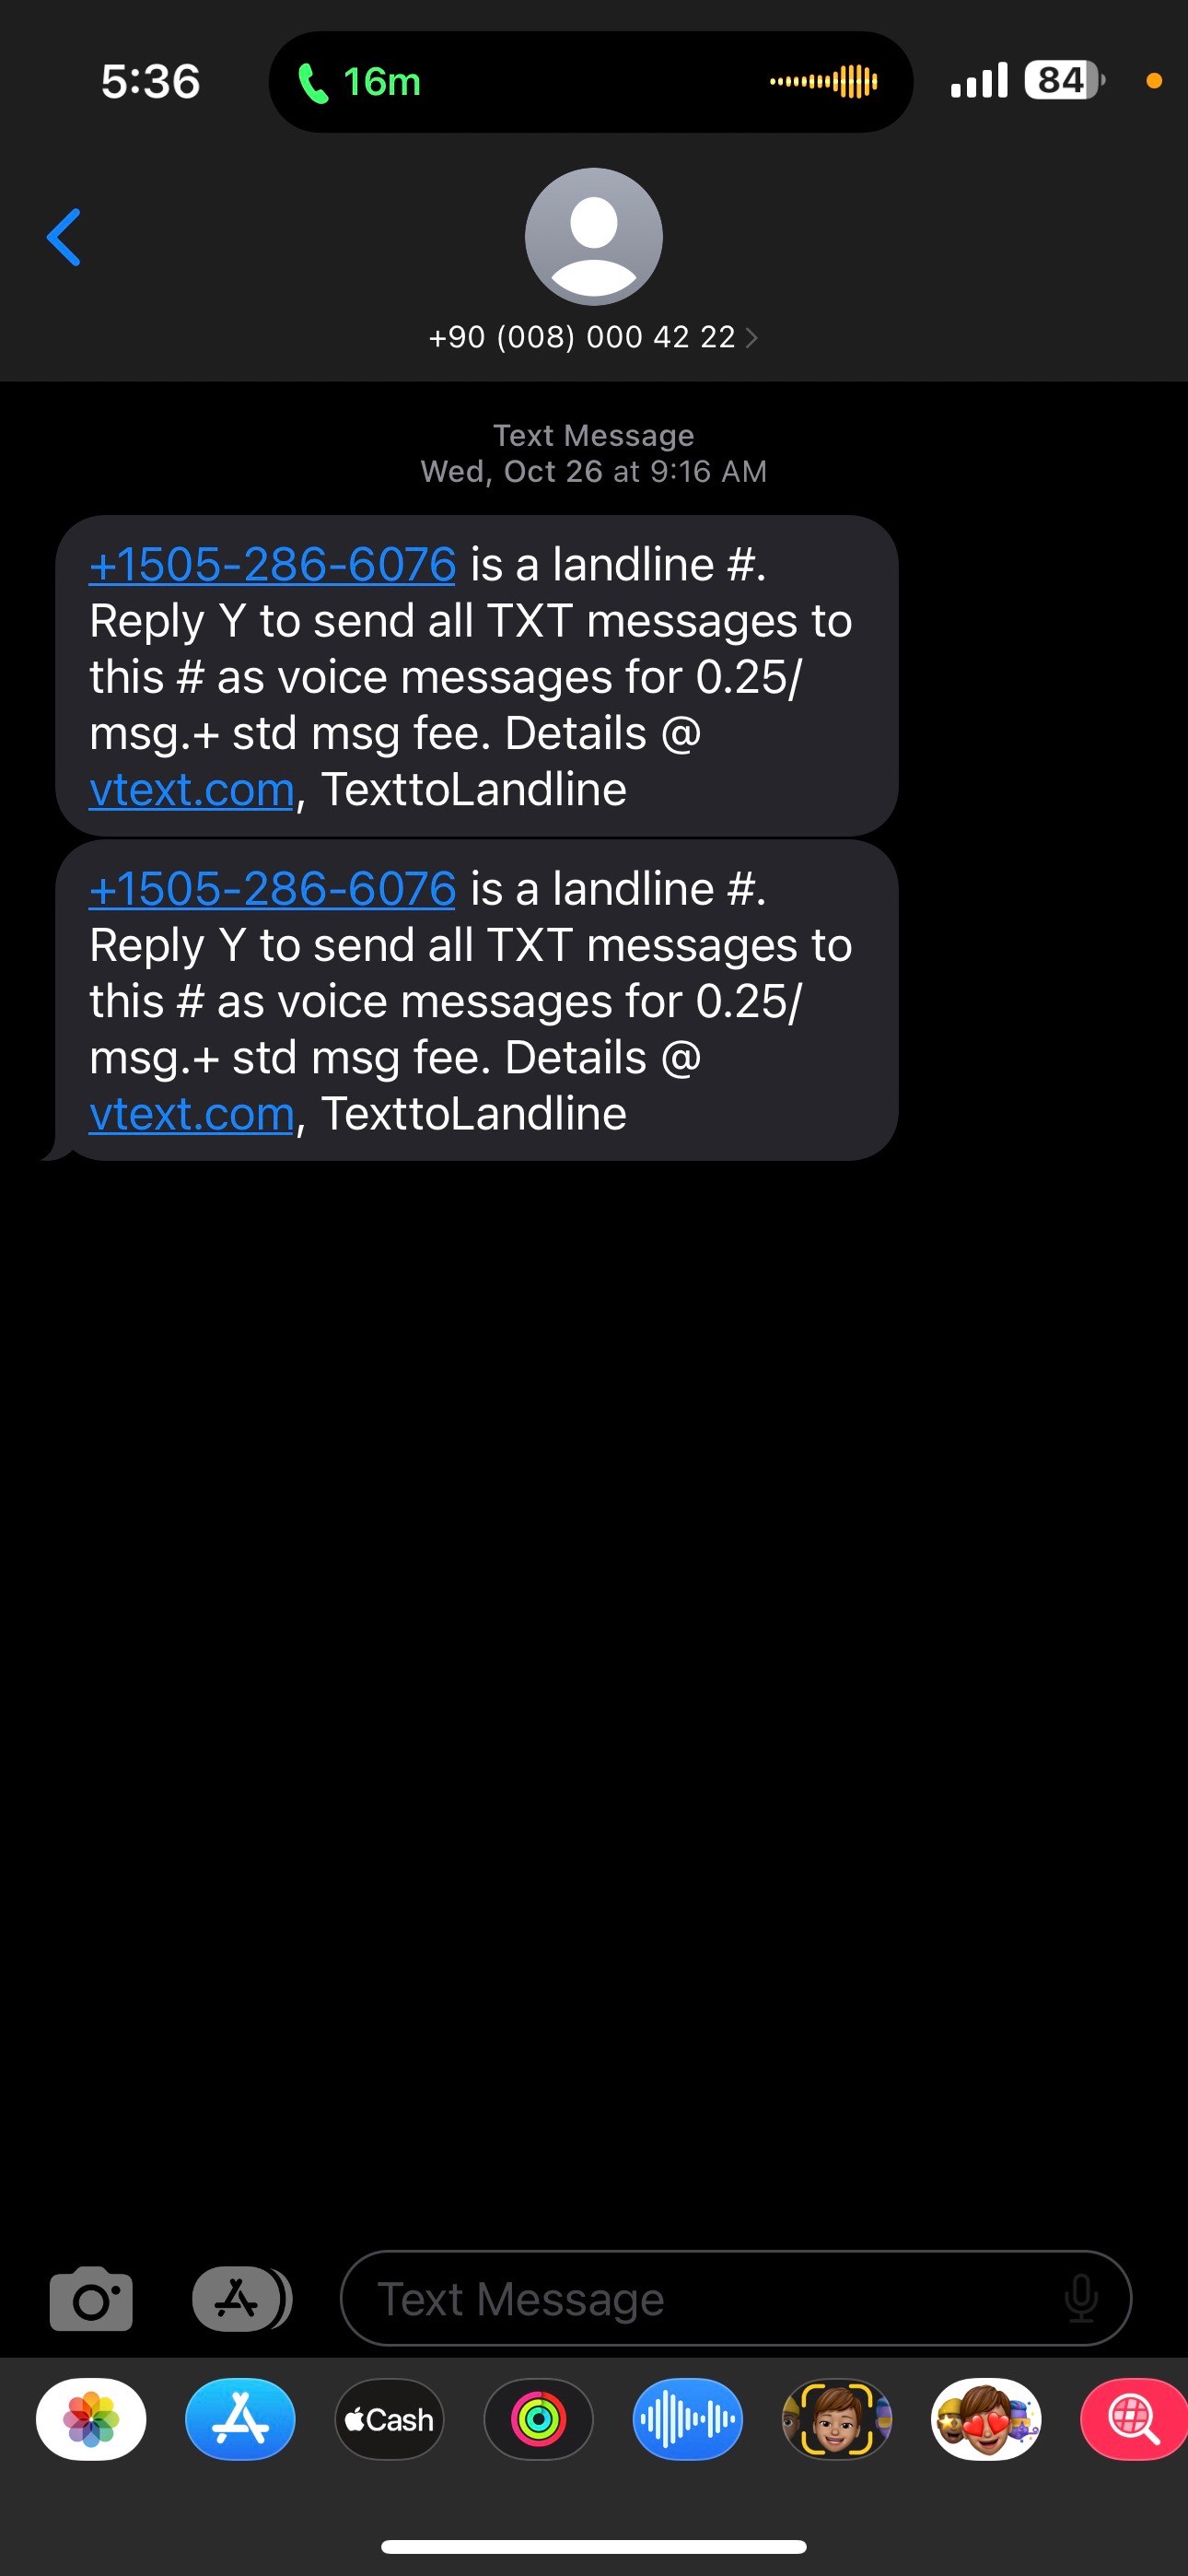 5:36
16m
84
+90 (008) 000 42 22
Text Message
Wed, Oct 26 at 9:16 AM
+1505-286-6076 is a landline #.
Reply Y to send all TXT messages to
this # as voice messages for 0.25/
msg.+ std msg fee. Details @
vtext.com, TexttoLandline
+1505-286-6076 is a landline #.
Reply Y to send all TXT messages to
this # as voice messages for 0.25/
msg.+ std msg fee. Details @
vtext.com, TexttoLandline
Text Message
Cash